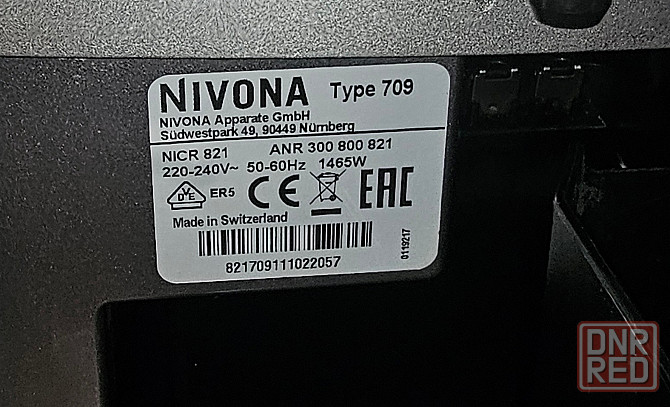 NIVONA Type 709
NIVONA Apparate GmbH
Südwestpark 49, 90449 Nürnberg
NICR 821 ANR 300 800 821
220-240V~ 50-60Hz 1465W
DVE ER5 CE EAC
Made in Switzerland
821709111022057
0119217
DNR
RED